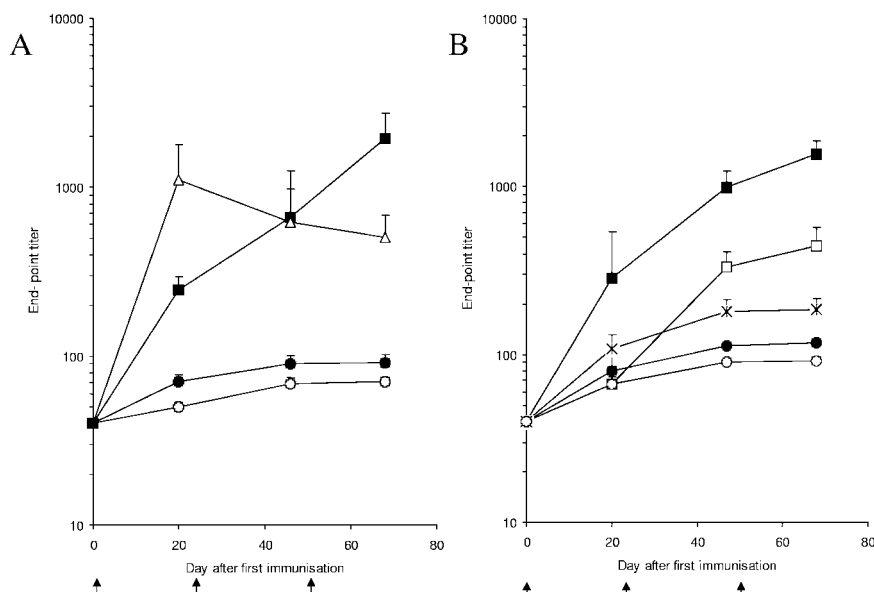 A
10000
1000
100
10
End- point titer
0 20 40 60 80
Day after first immunisation
B
10000
1000
100
10
End-point titer
0 20 40 60 80
Day after first immunisation